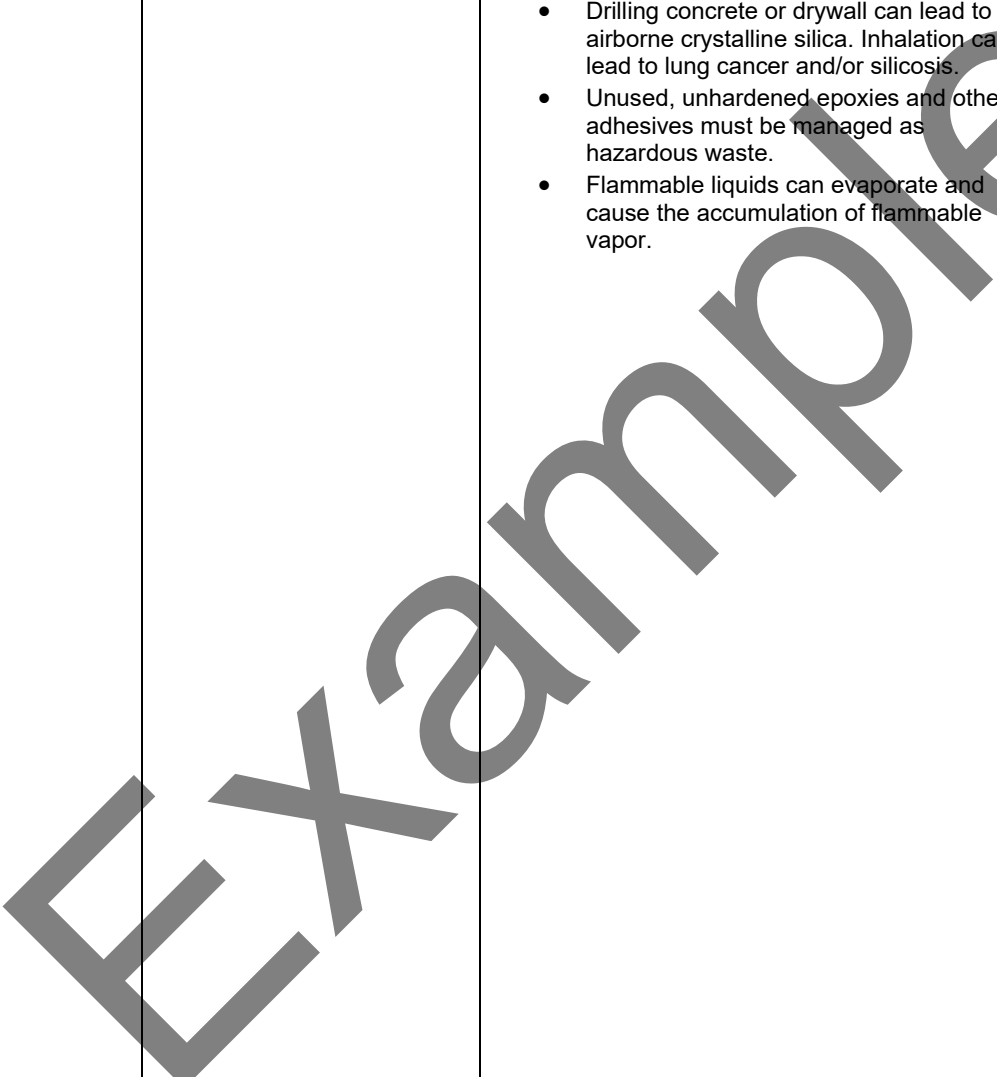 • Drilling concrete or drywall can lead to
airborne crystalline silica. Inhalation ca
lead to lung cancer and/or silicosis.
• Unused, unhardened epoxies and othe
adhesives must be managed as
hazardous waste.
• Flammable liquids can evaporate and
cause the accumulation of flammable
vapor.
Example